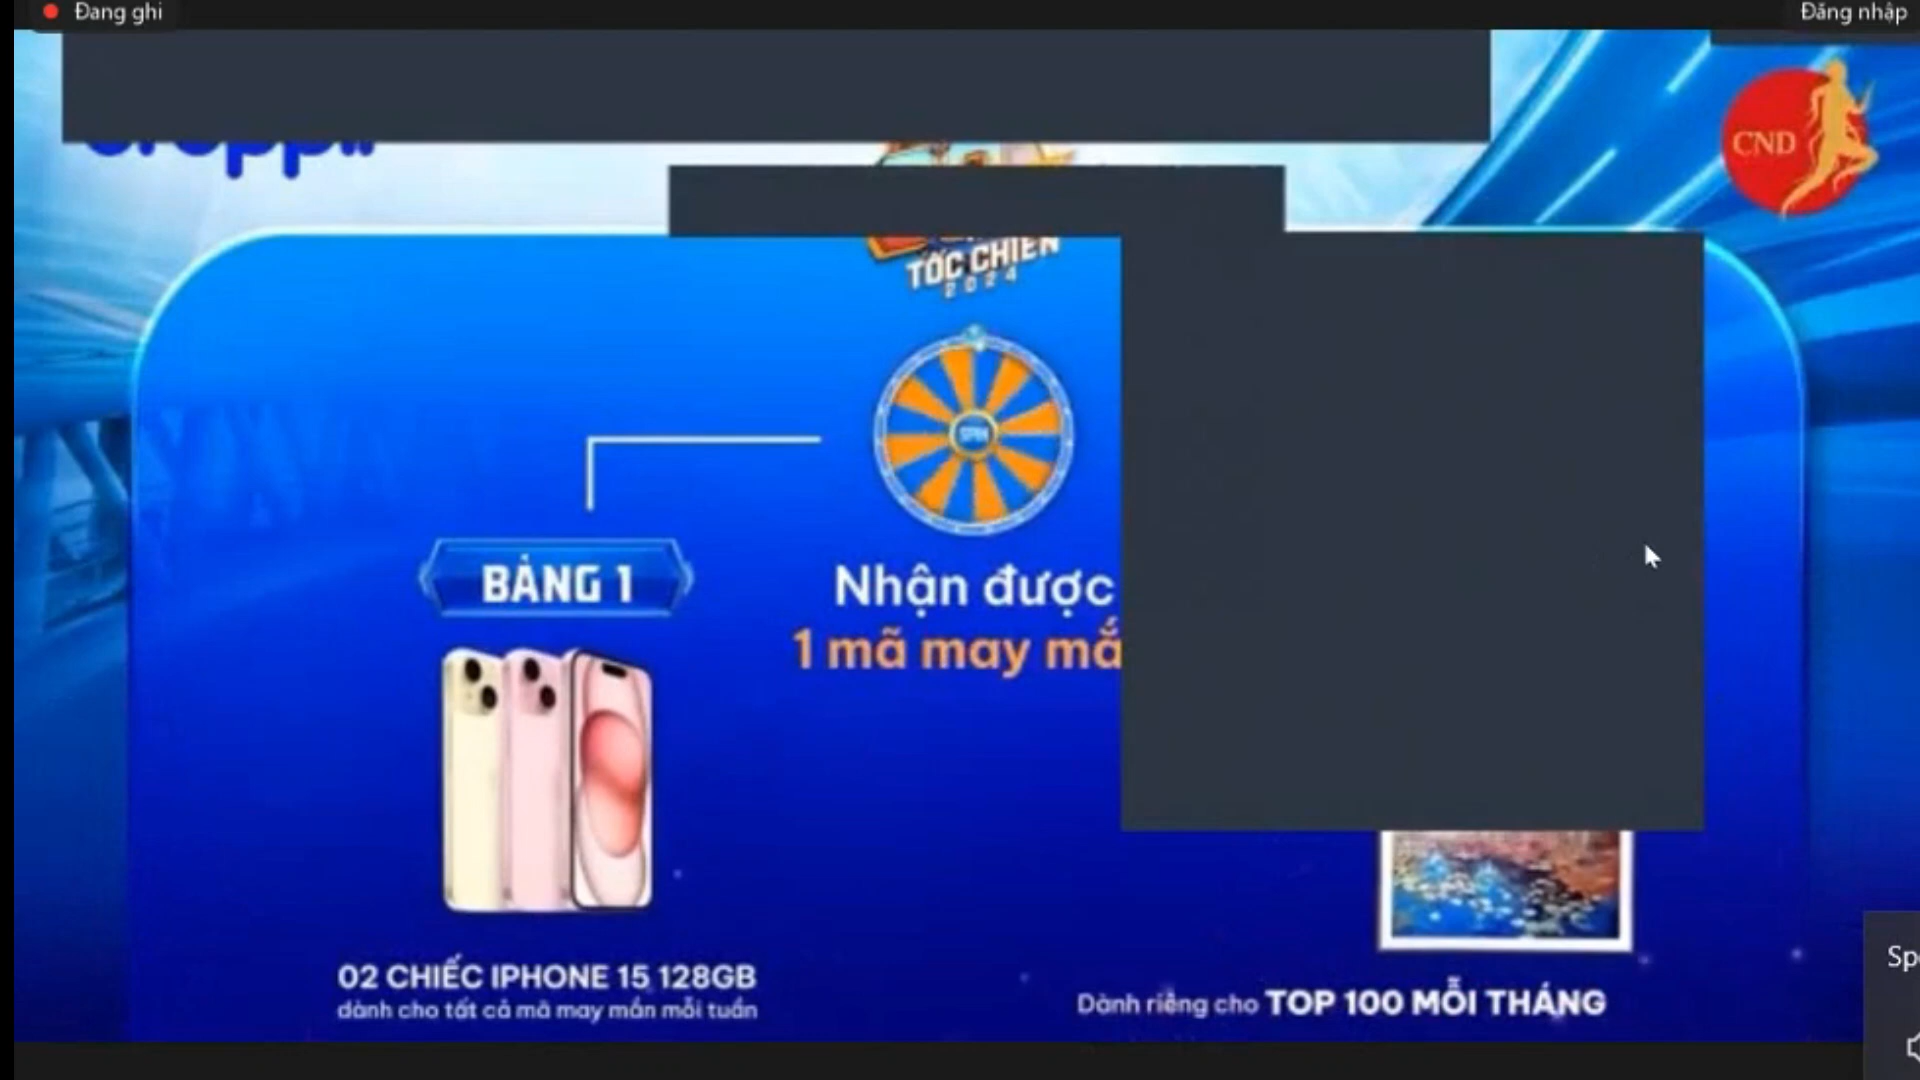 Đang ghi
Đăng nhập
CND
TỐC CHIẾN
2024
SPIN
BẢNG 1
Nhận được
1 mã may mắ
02 CHIẾC IPHONE 15 128GB
dành cho tất cả mã may mắn mỗi tuần
Dành riêng cho TOP 100 MỖI THÁNG
Sp